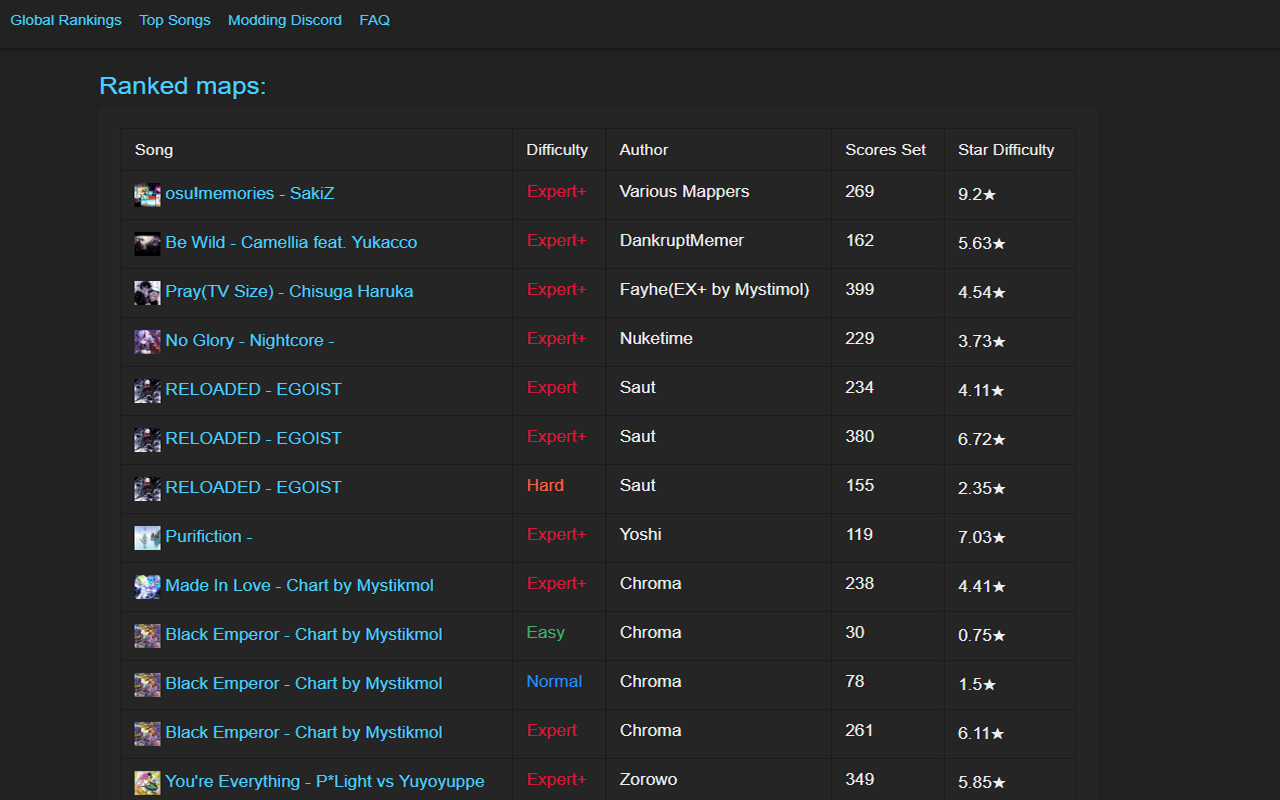 Global Rankings Top Songs Modding Discord FAQ
Ranked maps:
Song Difficulty Author Scores Set Star Difficulty
osu!memories - SakiZ Expert+ Various Mappers 269 9.2★
Be Wild - Camellia feat. Yukacco Expert+ DankruptMemer 162 5.63★
Pray(TV Size) - Chisuga Haruka Expert+ Fayhe(EX+ by Mystimol) 399 4.54★
No Glory - Nightcore - Expert+ Nuketime 229 3.73★
RELOADED - EGOIST Expert Saut 234 4.11★
RELOADED - EGOIST Expert+ Saut 380 6.72★
RELOADED - EGOIST Hard Saut 155 2.35★
Purifiction - Expert+ Yoshi 119 7.03★
Made In Love - Chart by Mystikmol Expert+ Chroma 238 4.41★
Black Emperor - Chart by Mystikmol Easy Chroma 30 0.75★
Black Emperor - Chart by Mystikmol Normal Chroma 78 1.5★
Black Emperor - Chart by Mystikmol Expert Chroma 261 6.11★
You're Everything - P*Light vs Yuyoyuppe Expert+ Zorowo 349 5.85★